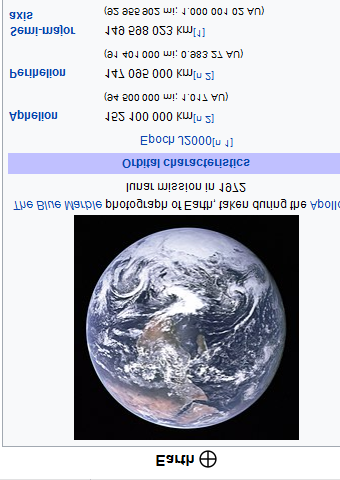 Earth
The Blue Marble photograph of Earth, taken during the Apollo
lunar mission in 1972
Orbital characteristics
Epoch J2000[n 1]
Aphelion 152 100 000 km[n 2]
(94 500 000 mi; 1.017 AU)
Perihelion 147 095 000 km[n 2]
(91 401 000 mi; 0.983 27 AU)
Semi-major 149 598 023 km[1]
axis (92 955 902 mi; 1.000 001 02 AU)